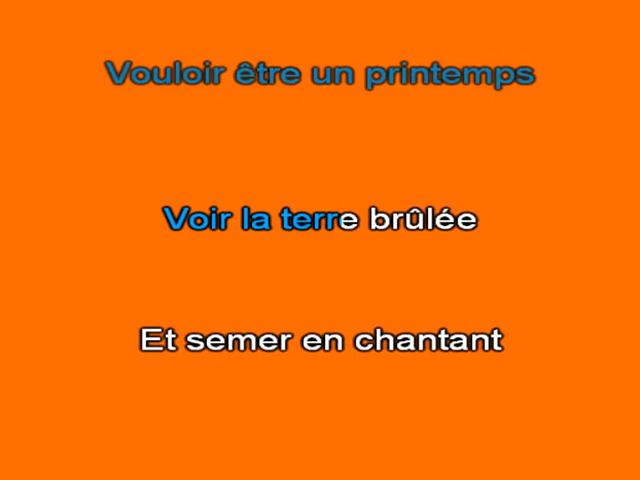 Vouloir être un printemps
Voir la terre brûlée
Et semer en chantant